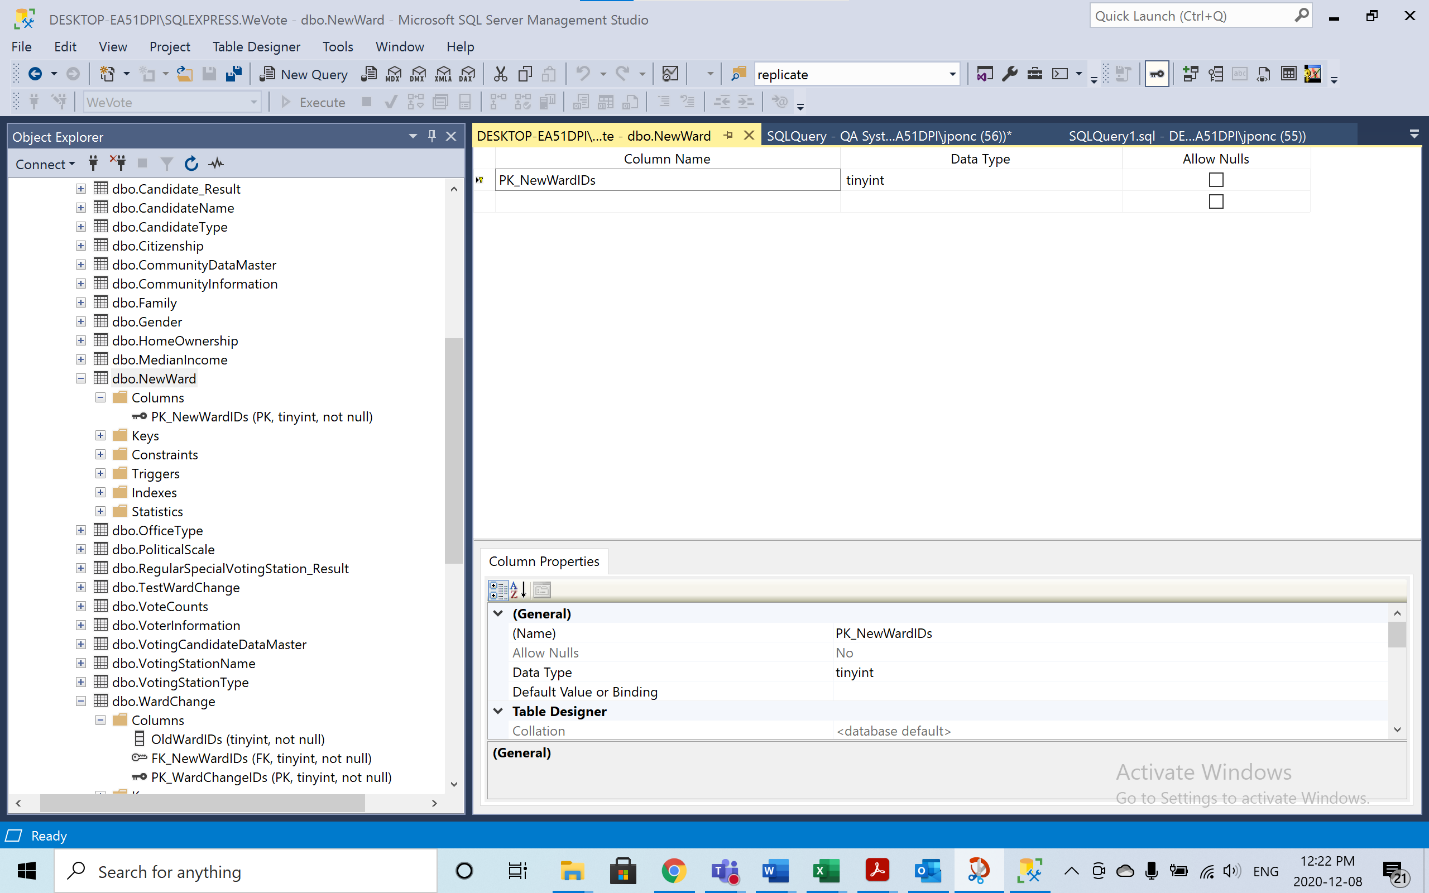 DESKTOP-EA51DPI\SQLEXPRESS.WeVote - dbo.NewWard - Microsoft SQL Server Management Studio
Quick Launch (Ctrl+Q)
File Edit View Project Table Designer Tools Window Help
New Query MDX DMX XMLA DAX replicate
WeVote Execute
Object Explorer
Connect
dbo.Candidate_Result
dbo.CandidateName
dbo.CandidateType
dbo.Citizenship
dbo.CommunityDataMaster
dbo.CommunityInformation
dbo.Family
dbo.Gender
dbo.HomeOwnership
dbo.MedianIncome
dbo.NewWard
Columns
PK_NewWardIDs (PK, tinyint, not null)
Keys
Constraints
Triggers
Indexes
Statistics
dbo.OfficeType
dbo.PoliticalScale
dbo.RegularSpecialVotingStation_Result
dbo.TestWardChange
dbo.VoteCounts
dbo.VoterInformation
dbo.VotingCandidateDataMaster
dbo.VotingStationName
dbo.VotingStationType
dbo.WardChange
Columns
OldWardIDs (tinyint, not null)
FK_NewWardIDs (FK, tinyint, not null)
PK_WardChangeIDs (PK, tinyint, not null)
DESKTOP-EA51DPI\...te - dbo.NewWard SQLQuery - QA Syst...A51DPI\jponc (56))* SQLQuery1.sql - DE...A51DPI\jponc (55))
Column Name Data Type Allow Nulls
PK_NewWardIDs tinyint
Column Properties
(General)
(Name) PK_NewWardIDs
Allow Nulls No
Data Type tinyint
Default Value or Binding
Table Designer
Collation <database default>
(General)
Activate Windows
Go to Settings to activate Windows.
Ready
Search for anything
ENG
12:22 PM
2020-12-08
21